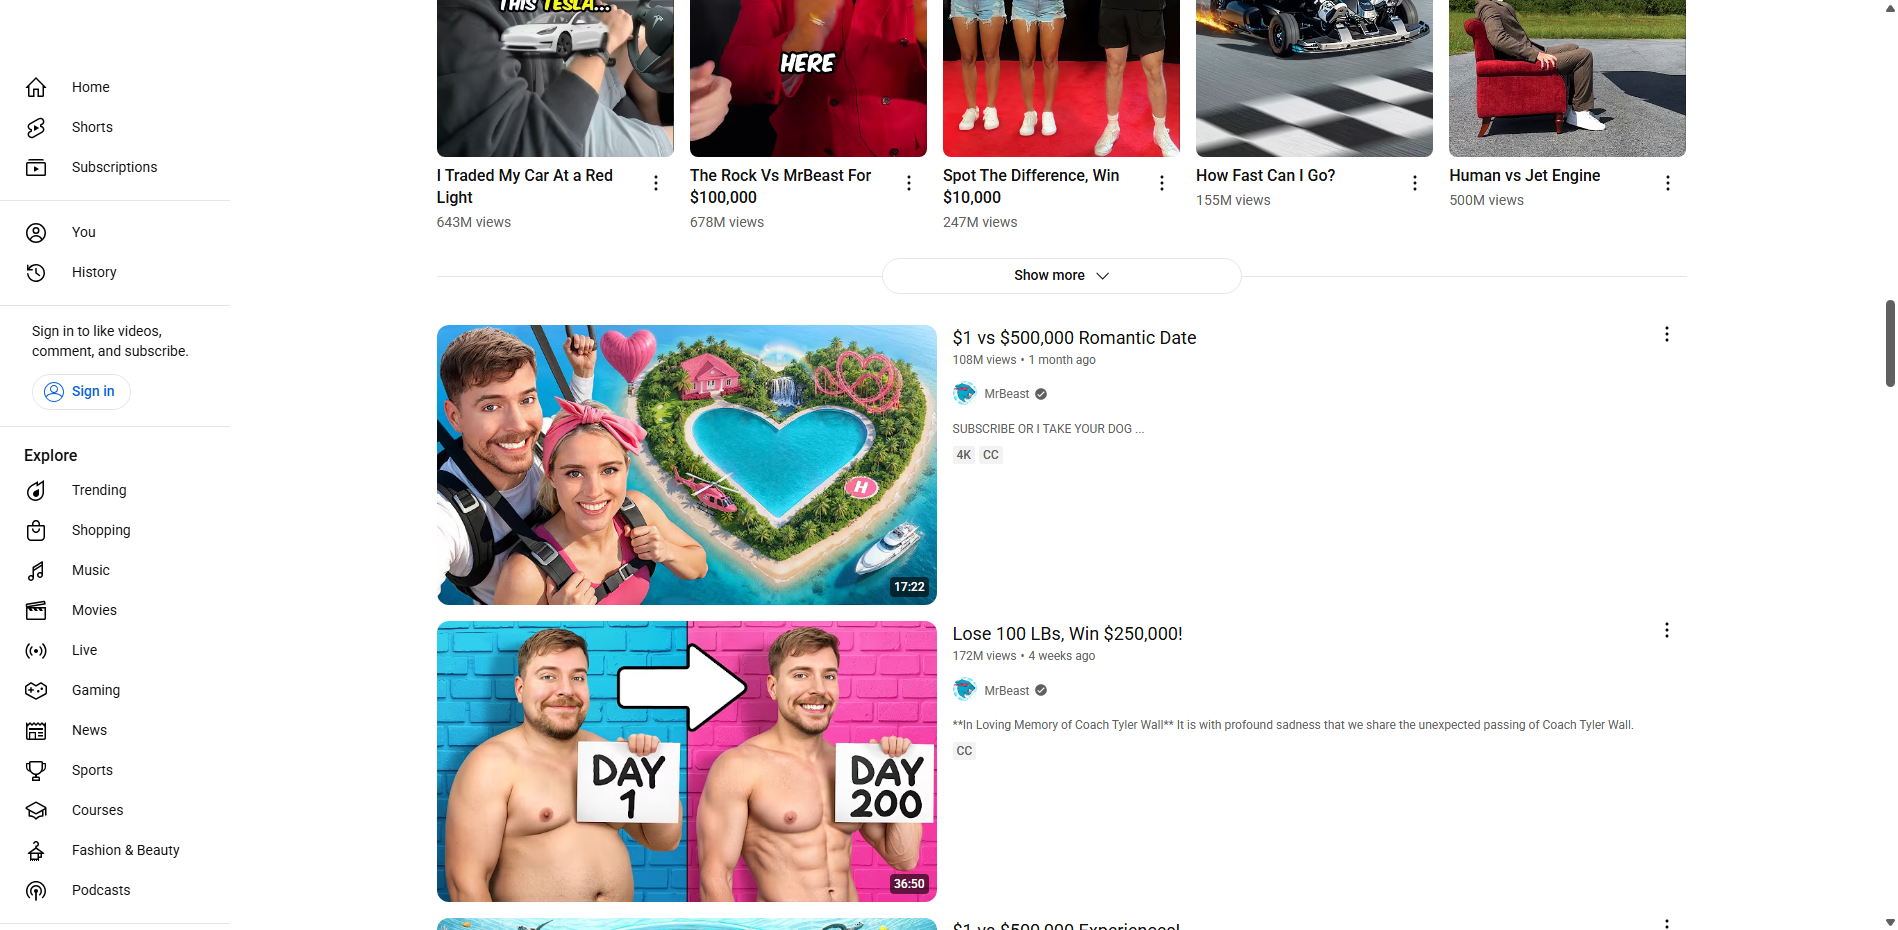 THIS TESLA...
HERE
I Traded My Car At a Red
Light
643M views
The Rock Vs MrBeast For
$100,000
678M views
Spot The Difference, Win
$10,000
247M views
How Fast Can I Go?
155M views
Human vs Jet Engine
500M views
Show more
Home
Shorts
Subscriptions
You
History
Sign in to like videos,
comment, and subscribe.
Sign in
Explore
Trending
Shopping
Music
Movies
Live
Gaming
News
Sports
Courses
Fashion & Beauty
Podcasts
H
17:22
$1 vs $500,000 Romantic Date
108M views • 1 month ago
MrBeast
SUBSCRIBE OR I TAKE YOUR DOG ...
4K CC
DAY
1
DAY
200
36:50
Lose 100 LBs, Win $250,000!
172M views • 4 weeks ago
MrBeast
**In Loving Memory of Coach Tyler Wall** It is with profound sadness that we share the unexpected passing of Coach Tyler Wall.
CC
$1 vs $500,000 Experiences!